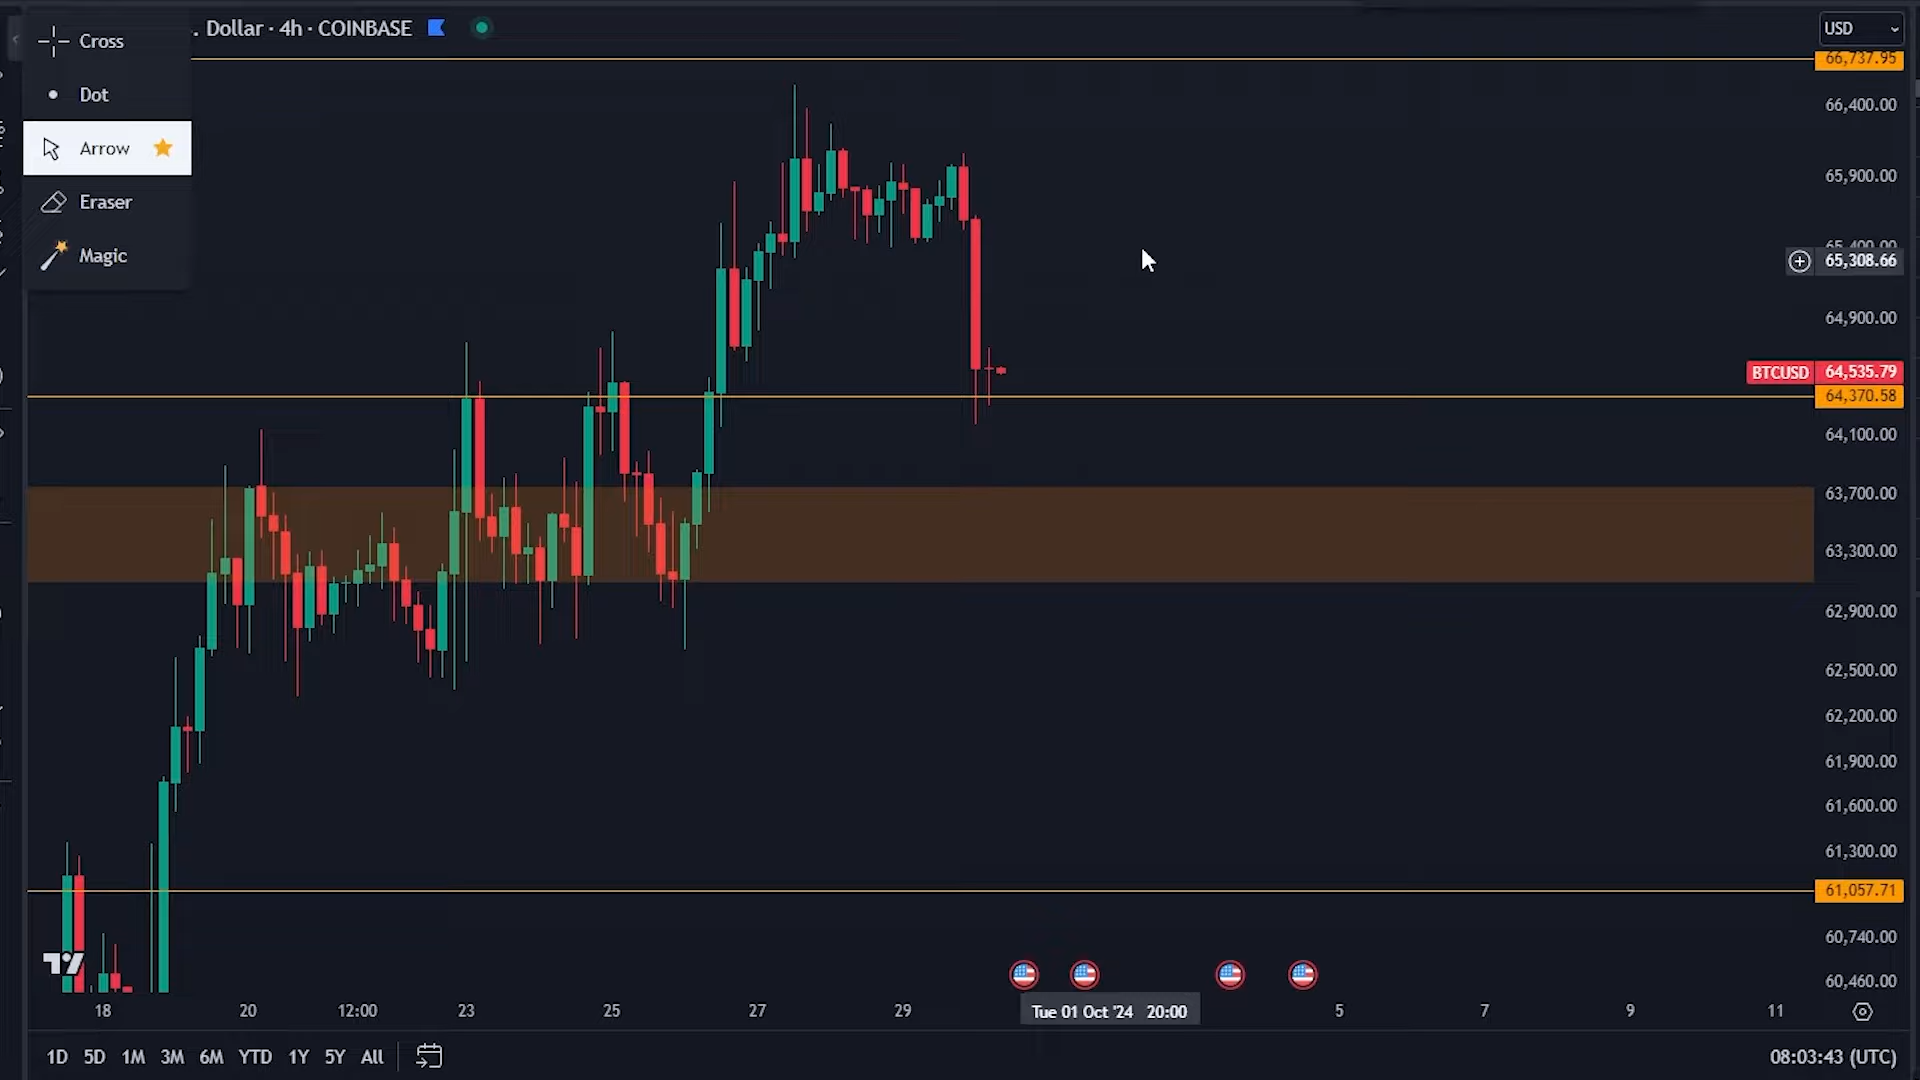 . Dollar · 4h · COINBASE
USD
Cross
Dot
Arrow
Eraser
Magic
66,737.95
66,400.00
65,900.00
65,400.00
65,308.66
64,900.00
BTCUSD 64,535.79
64,370.58
64,100.00
63,700.00
63,300.00
62,900.00
62,500.00
62,200.00
61,900.00
61,600.00
61,300.00
61,057.71
60,740.00
60,460.00
18 20 12:00 23 25 27 29 Tue 01 Oct '24 20:00 5 7 9 11
1D 5D 1M 3M 6M YTD 1Y 5Y All
08:03:43 (UTC)